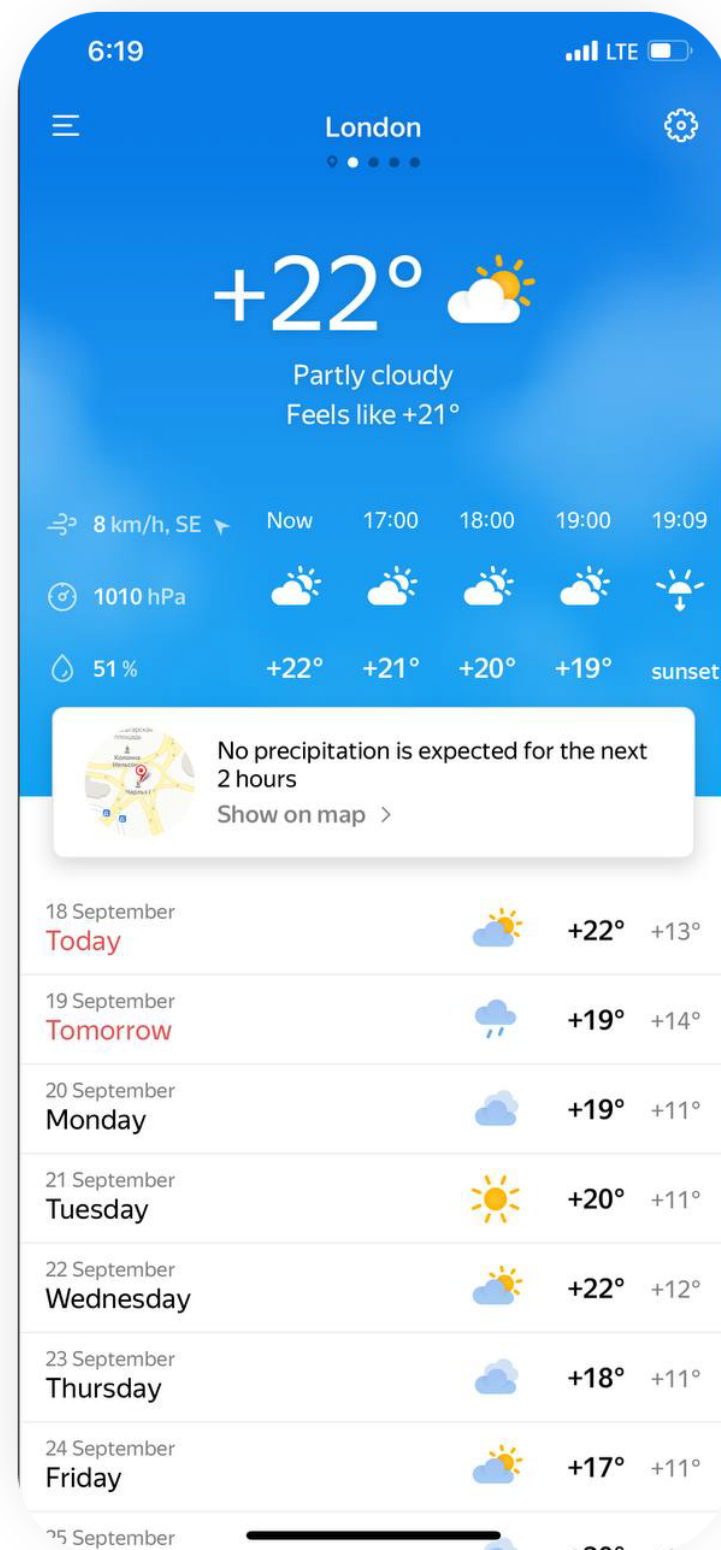 6:19 LTE
London
+22°
Partly cloudy
Feels like +21°
8 km/h, SE Now 17:00 18:00 19:00 19:09
1010 hPa
51 % +22° +21° +20° +19° sunset
площадь
Колонна
No precipitation is expected for the next
2 hours
Show on map
18 September
Today +22° +13°
19 September
Tomorrow +19° +14°
20 September
Monday +19° +11°
21 September
Tuesday +20° +11°
22 September
Wednesday +22° +12°
23 September
Thursday +18° +11°
24 September
Friday +17° +11°
25 September